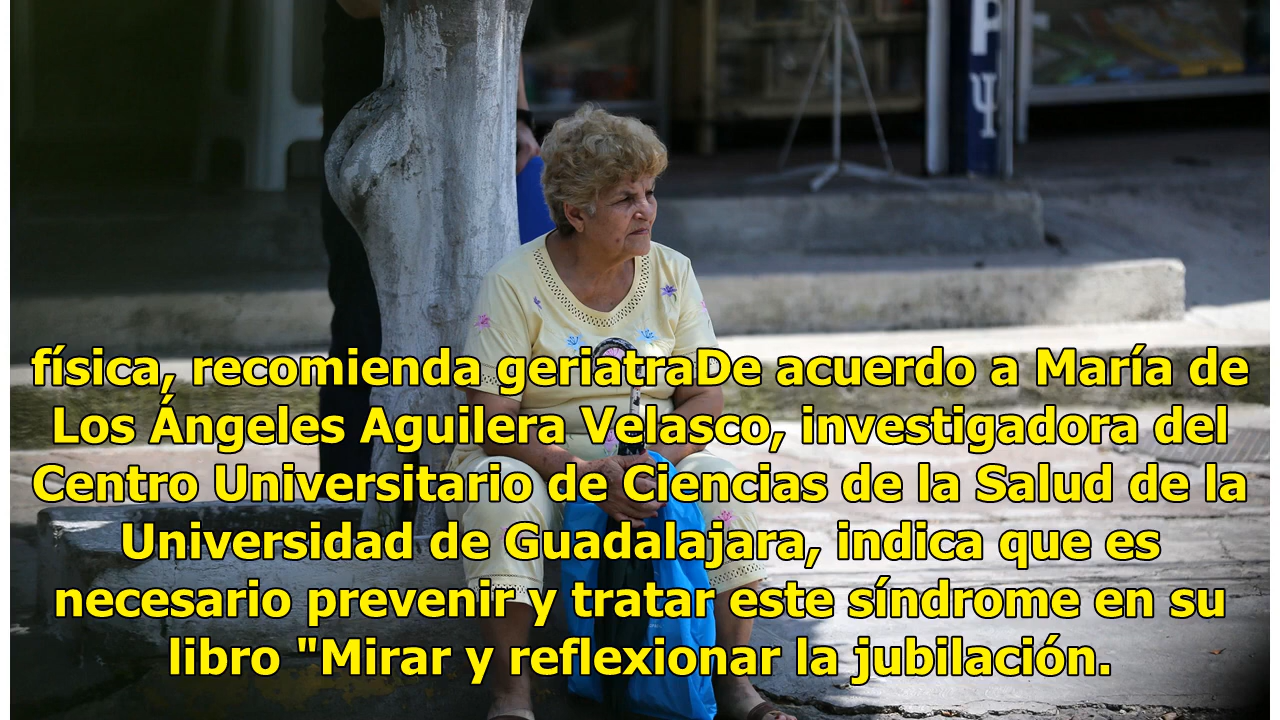 P
Ψ
física, recomienda geriatraDe acuerdo a María de
Los Ángeles Aguilera Velasco, investigadora del
Centro Universitario de Ciencias de la Salud de la
Universidad de Guadalajara, indica que es
necesario prevenir y tratar este síndrome en su
libro "Mirar y reflexionar la jubilación.